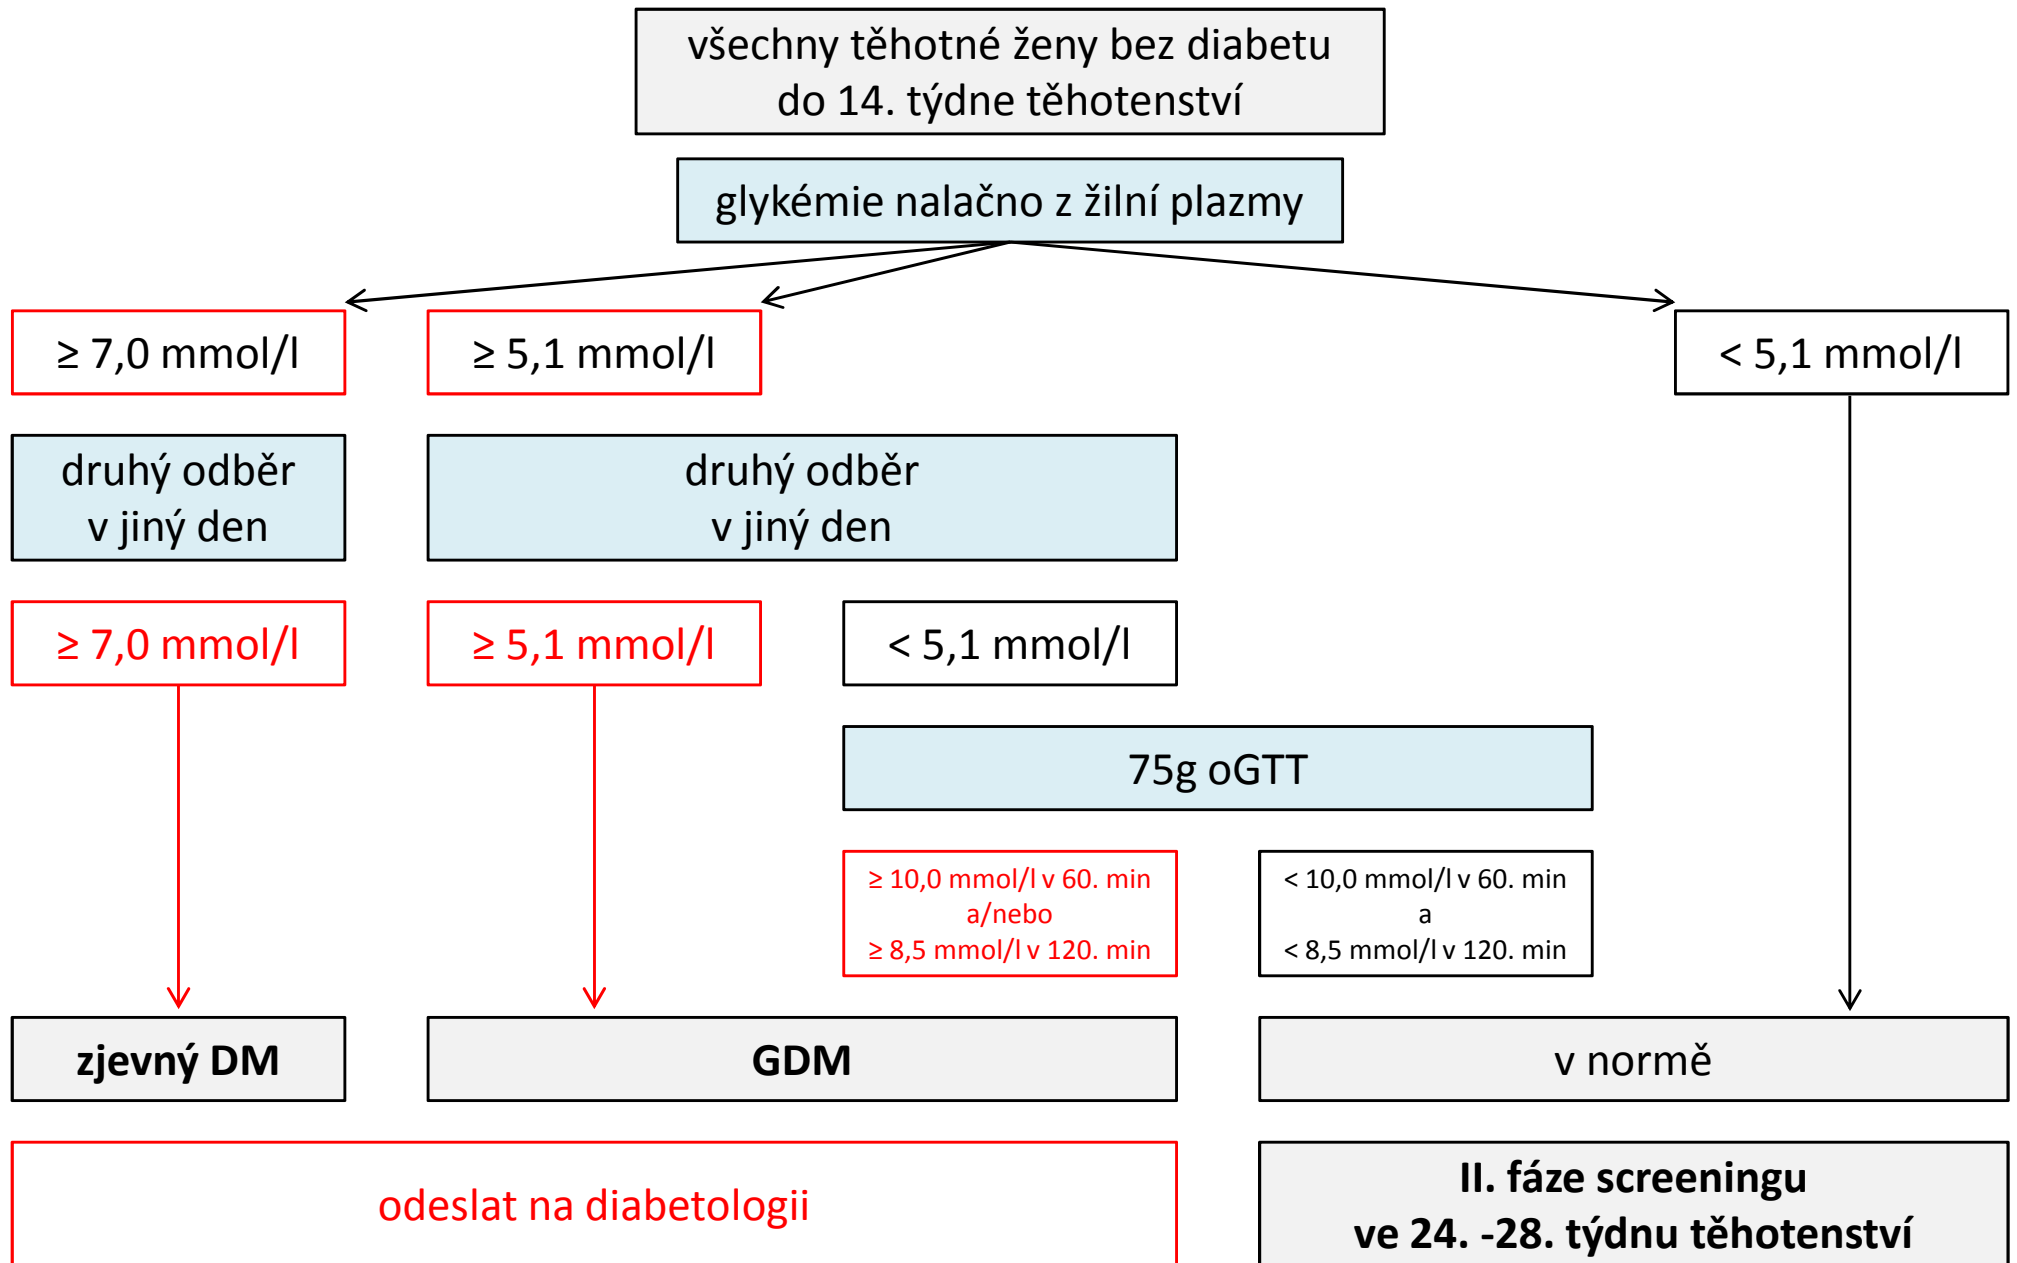 všechny těhotné ženy bez diabetu
do 14. týdne těhotenství
glykémie nalačno z žilní plazmy
≥ 7,0 mmol/l
≥ 5,1 mmol/l
< 5,1 mmol/l
druhý odběr
v jiný den
druhý odběr
v jiný den
≥ 7,0 mmol/l
≥ 5,1 mmol/l
< 5,1 mmol/l
75g oGTT
≥ 10,0 mmol/l v 60. min
a/nebo
≥ 8,5 mmol/l v 120. min
< 10,0 mmol/l v 60. min
a
< 8,5 mmol/l v 120. min
zjevný DM
GDM
v normě
odeslat na diabetologii
II. fáze screeningu
ve 24. -28. týdnu těhotenství